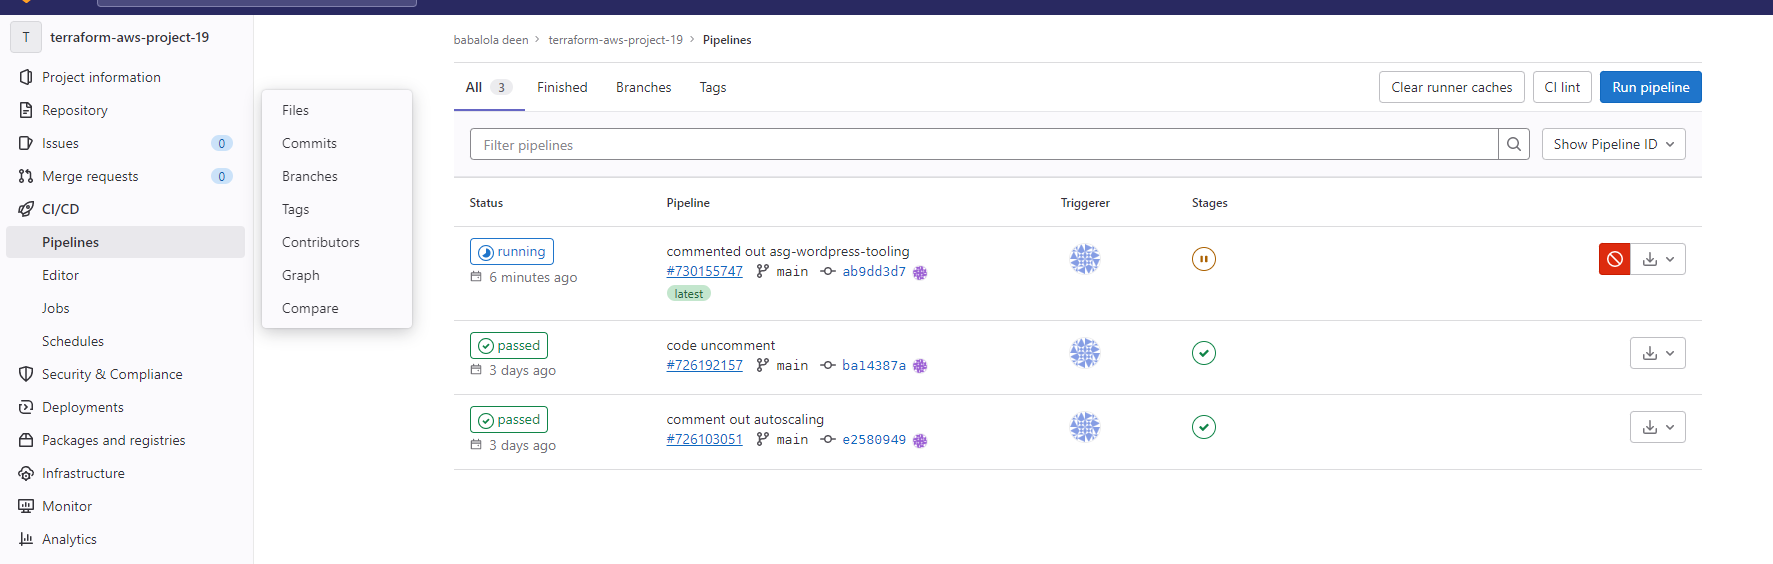 T terraform-aws-project-19
Project information
Repository
Issues 0
Merge requests 0
CI/CD
Pipelines
Editor
Jobs
Schedules
Security & Compliance
Deployments
Packages and registries
Infrastructure
Monitor
Analytics
Files
Commits
Branches
Tags
Contributors
Graph
Compare
babalola deen > terraform-aws-project-19 > Pipelines
All 3 Finished Branches Tags
Clear runner caches CI lint Run pipeline
Filter pipelines
Show Pipeline ID
Status Pipeline Triggerer Stages
running commented out asg-wordpress-tooling
6 minutes ago #730155747 main ab9dd3d7
latest
passed code uncomment
3 days ago #726192157 main ba14387a
passed comment out autoscaling
3 days ago #726103051 main e2580949